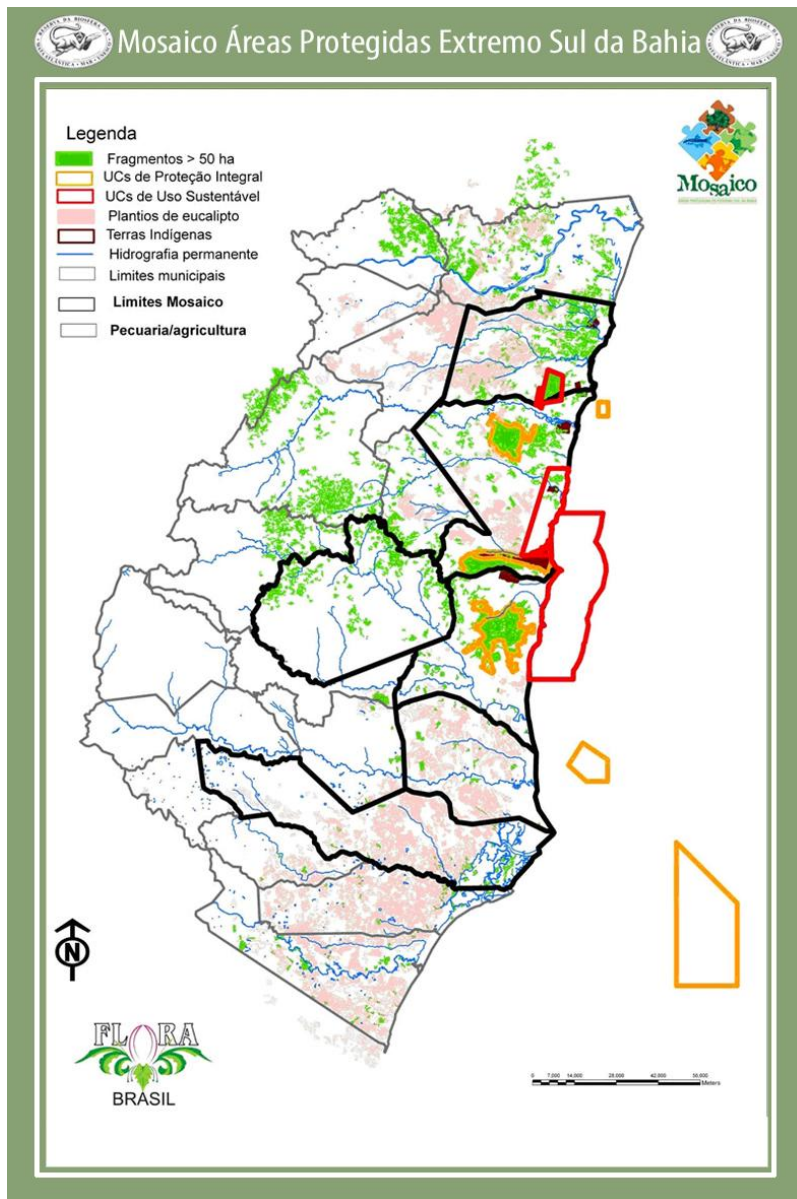 Mosaico Áreas Protegidas Extremo Sul da Bahia
Legenda
Fragmentos > 50 ha
UCs de Proteção Integral
UCs de Uso Sustentável
Plantios de eucalipto
Terras Indígenas
Hidrografia permanente
Limites municipais
Limites Mosaico
Pecuaria/agricultura
Mosaico
N
FLORA
BRASIL
0 7,000 14,000 28,000 42,000 56,000
Meters